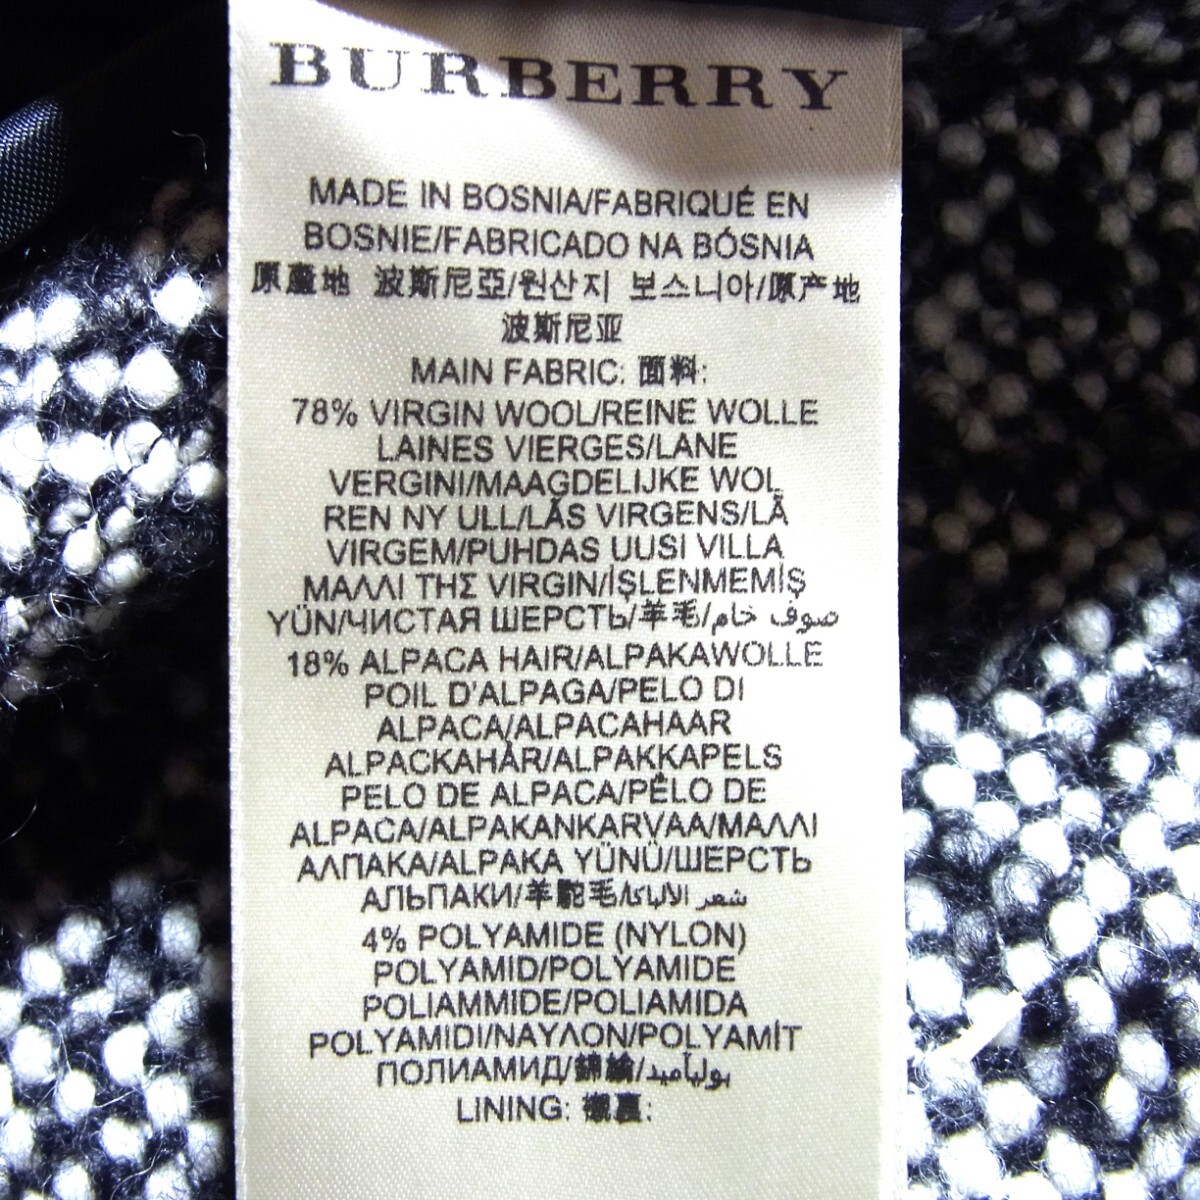 BURBERRY
MADE IN BOSNIA/FABRIQUÉ EN
BOSNIE/FABRICADO NA BÓSNIA
原產地 波斯尼亞/원산지 보스니아/原产地
波斯尼亚
MAIN FABRIC: 面料:
78% VIRGIN WOOL/REINE WOLLE
LAINES VIERGES/LANE
VERGINI/MAAGDELIJKE WOL
REN NY ULL/LÃS VIRGENS/LÃ
VIRGEM/PUHDAS UUSI VILLA
ΜΑΛΛΙ ΤΗΣ VIRGIN/İŞLENMEMİŞ
YÜN/ЧИСТАЯ ШЕРСТЬ/羊毛/صوف خام
18% ALPACA HAIR/ALPAKAWOLLE
POIL D'ALPAGA/PELO DI
ALPACA/ALPACAHAAR
ALPACKAHÅR/ALPAKKAPELS
PELO DE ALPACA/PÊLO DE
ALPACA/ALPAKANKARVAA/ΜΑΛΛΙ
ΑΛΠΑΚΑ/ALPAKA YÜNÜ/ШЕРСТЬ
АЛЬПАКИ/羊駝毛/شعر الالباكا
4% POLYAMIDE (NYLON)
POLYAMID/POLYAMIDE
POLIAMMIDE/POLIAMIDA
POLYAMIDI/ΝΑΥΛΟΝ/POLYAMİT
ПОЛИАМИД/錦綸/بولياميد
LINING: 襯裏: